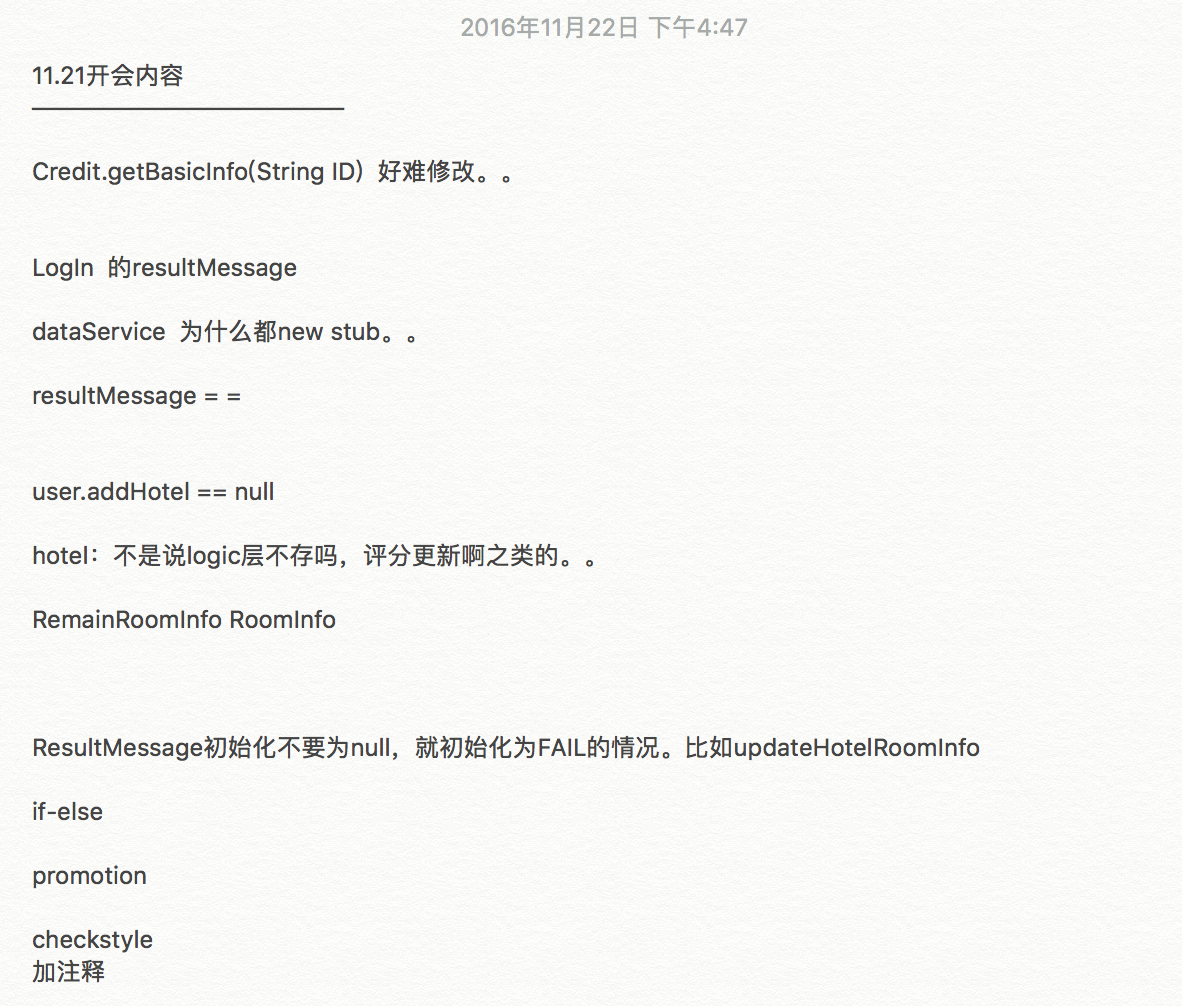 2016年11月22日 下午4:47
11.21开会内容
Credit.getBasicInfo(String ID）好难修改。。
LogIn 的resultMessage
dataService 为什么都new stub。。
resultMessage = =
user.addHotel == null
hotel：不是说logic层不存吗，评分更新啊之类的。。
RemainRoomInfo RoomInfo
ResultMessage初始化不要为null，就初始化为FAIL的情况。比如updateHotelRoomInfo
if-else
promotion
checkstyle
加注释